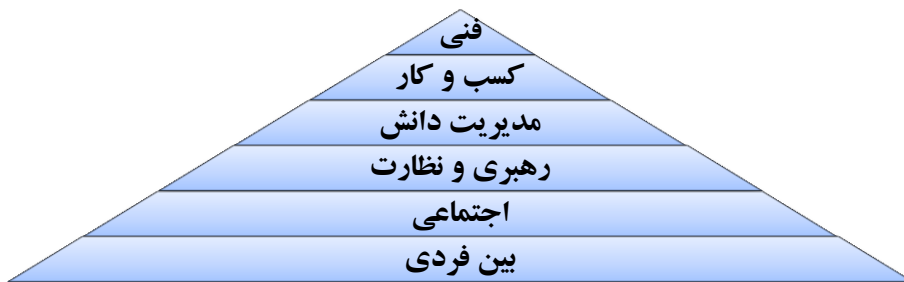 فنی
کسب و کار
مدیریت دانش
رهبری و نظارت
اجتماعی
بین فردی